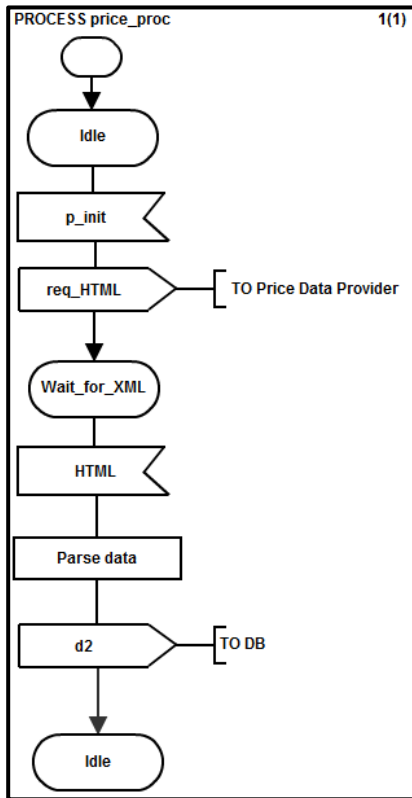 PROCESS price_proc 1(1)
Idle
p_init
req_HTML
TO Price Data Provider
Wait_for_XML
HTML
Parse data
d2
TO DB
Idle